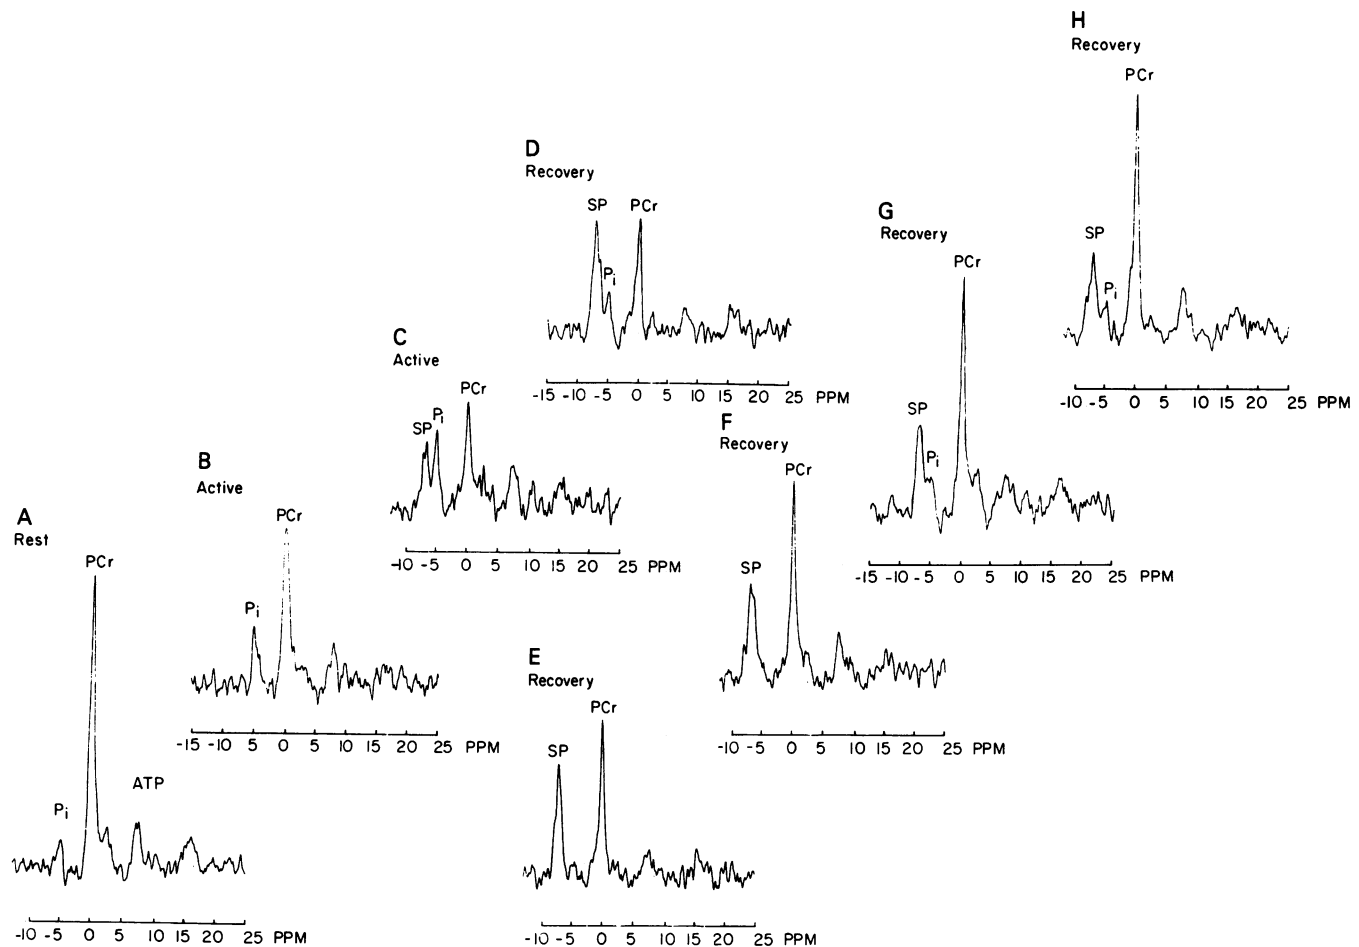 A
Rest
PCr
Pi
ATP
-10 -5 0 5 10 15 20 25 PPM
B
Active
PCr
Pi
-15 -10 5 0 5 10 15 20 25 PPM
C
Active
PCr
SP Pi
-10 -5 0 5 10 15 20 25 PPM
D
Recovery
SP PCr
Pi
-15 -10 -5 0 5 10 15 20 25 PPM
E
Recovery
PCr
SP
-10 -5 0 5 10 15 20 25 PPM
F
Recovery
PCr
SP
-10 -5 0 5 10 15 20 25 PPM
G
Recovery
PCr
SP
Pi
-15 -10 -5 0 5 10 15 20 25 PPM
H
Recovery
PCr
SP
Pi
-10 -5 0 5 10 15 20 25 PPM